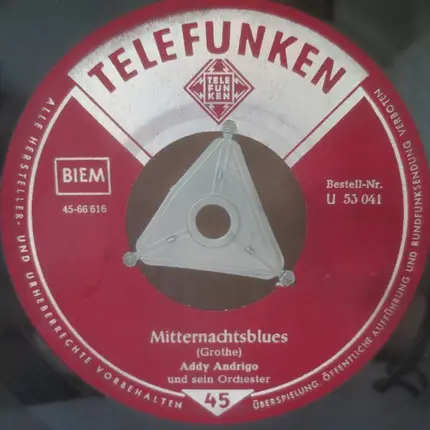 TELEFUNKEN
TELE
FUN
KEN
BIEM
45-66 616
Bestell-Nr.
U 53 041
Mitternachtsblues
(Grothe)
Addy Andrigo
und sein Orchester
45
ALLE HERSTELLER- UND URHEBERRECHTE VORBEHALTEN
ÜBERSPIELUNG, ÖFFENTLICHE AUFFÜHRUNG UND RUNDFUNKSENDUNG VERBOTEN